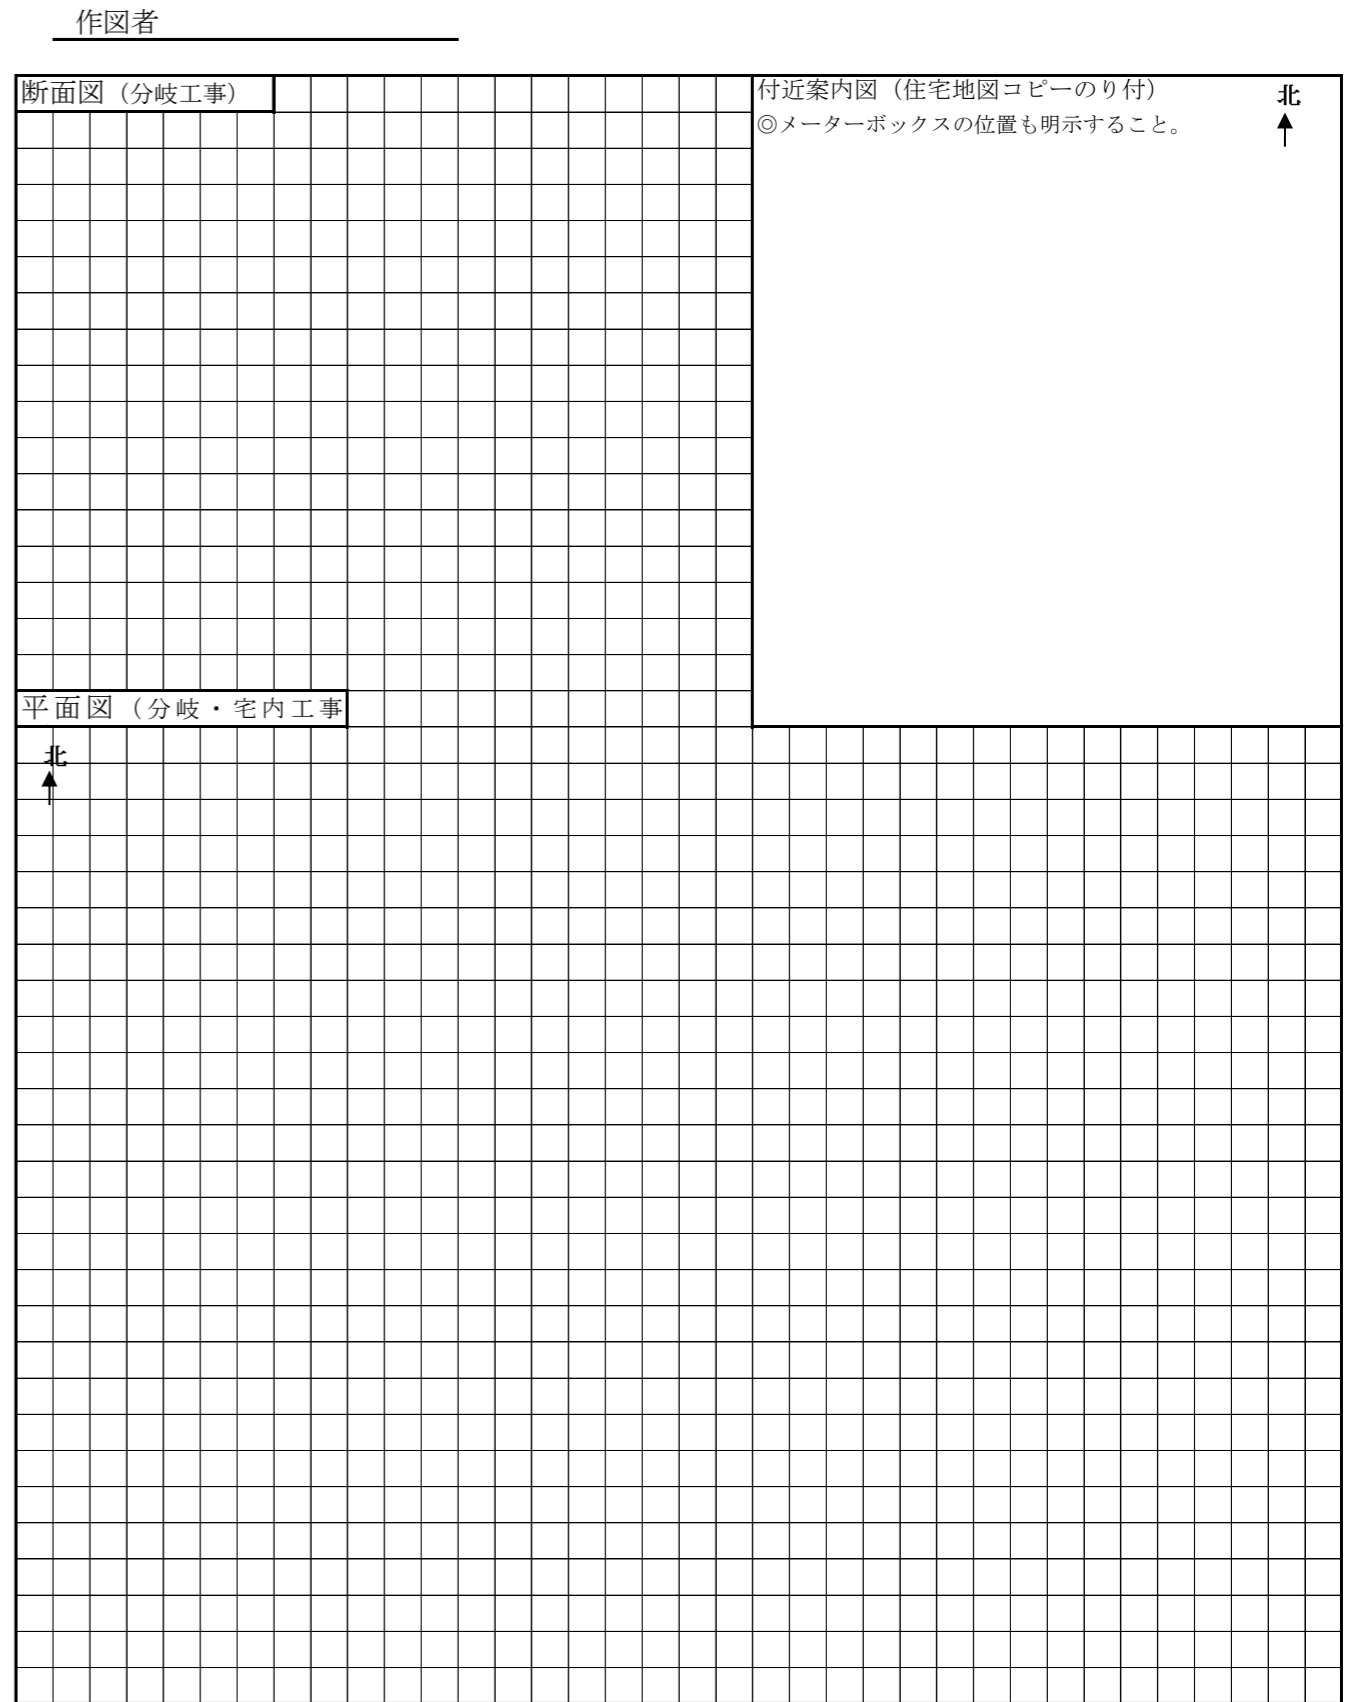 作図者
断面図（分岐工事）
付近案内図（住宅地図コピーのり付）
北
◎メーターボックスの位置も明示すること。
平面図（分岐・宅内工事
北